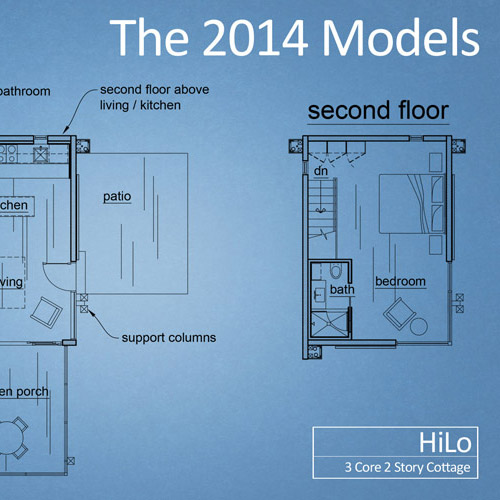 The 2014 Models
bathroom
second floor above
living / kitchen
second floor
dn
patio
chen
ving
bath
bedroom
support columns
en porch
HiLo
3 Core 2 Story Cottage